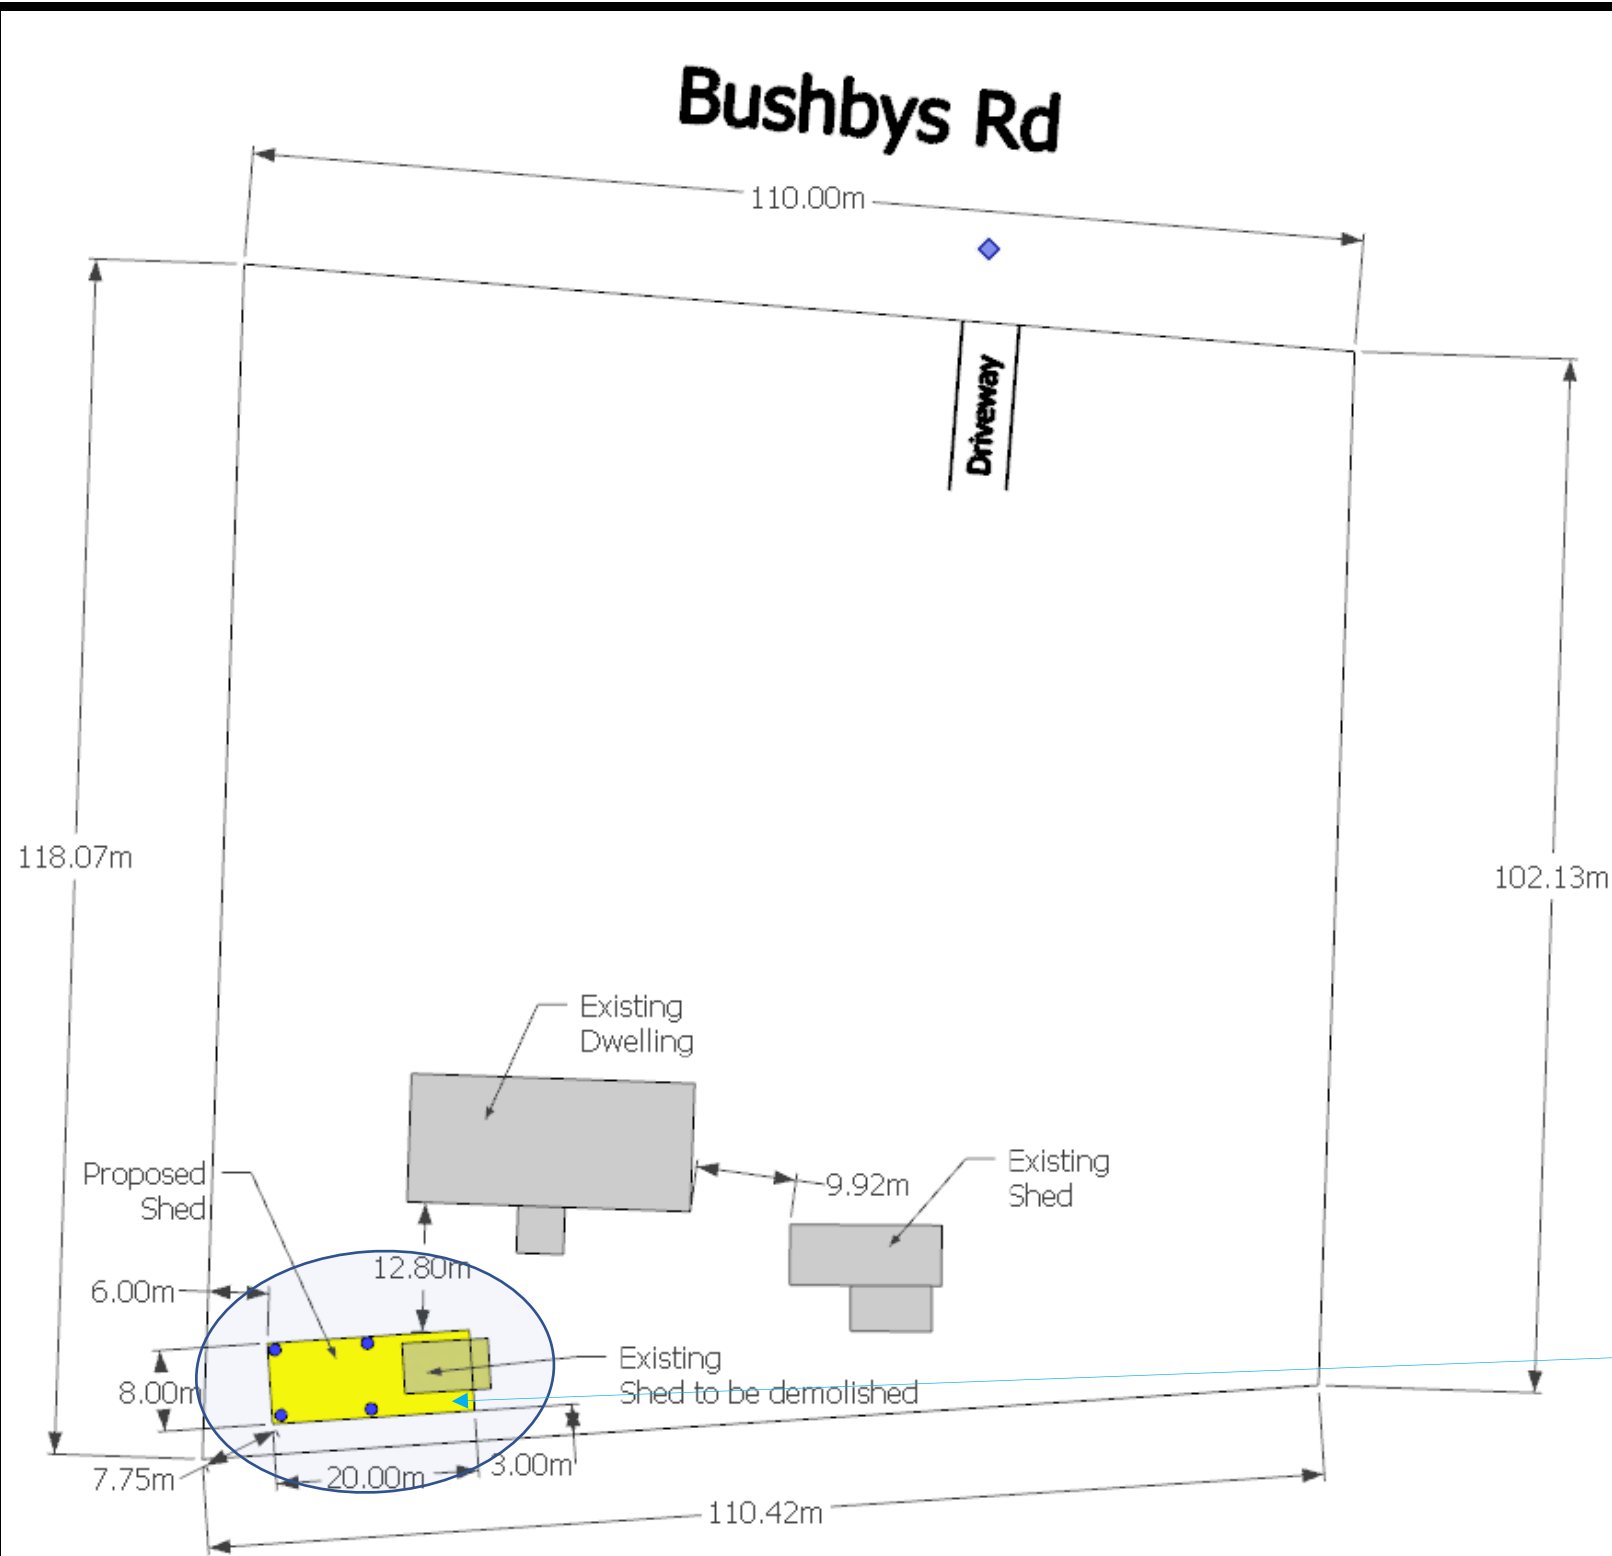 Bushbys Rd
110.00m
Driveway
118.07m
102.13m
Existing
Dwelling
Proposed
Shed
9.92m
Existing
Shed
12.80m
6.00m
Existing
Shed to be demolished
8.00m
7.75m
20.00m
3.00m
110.42m